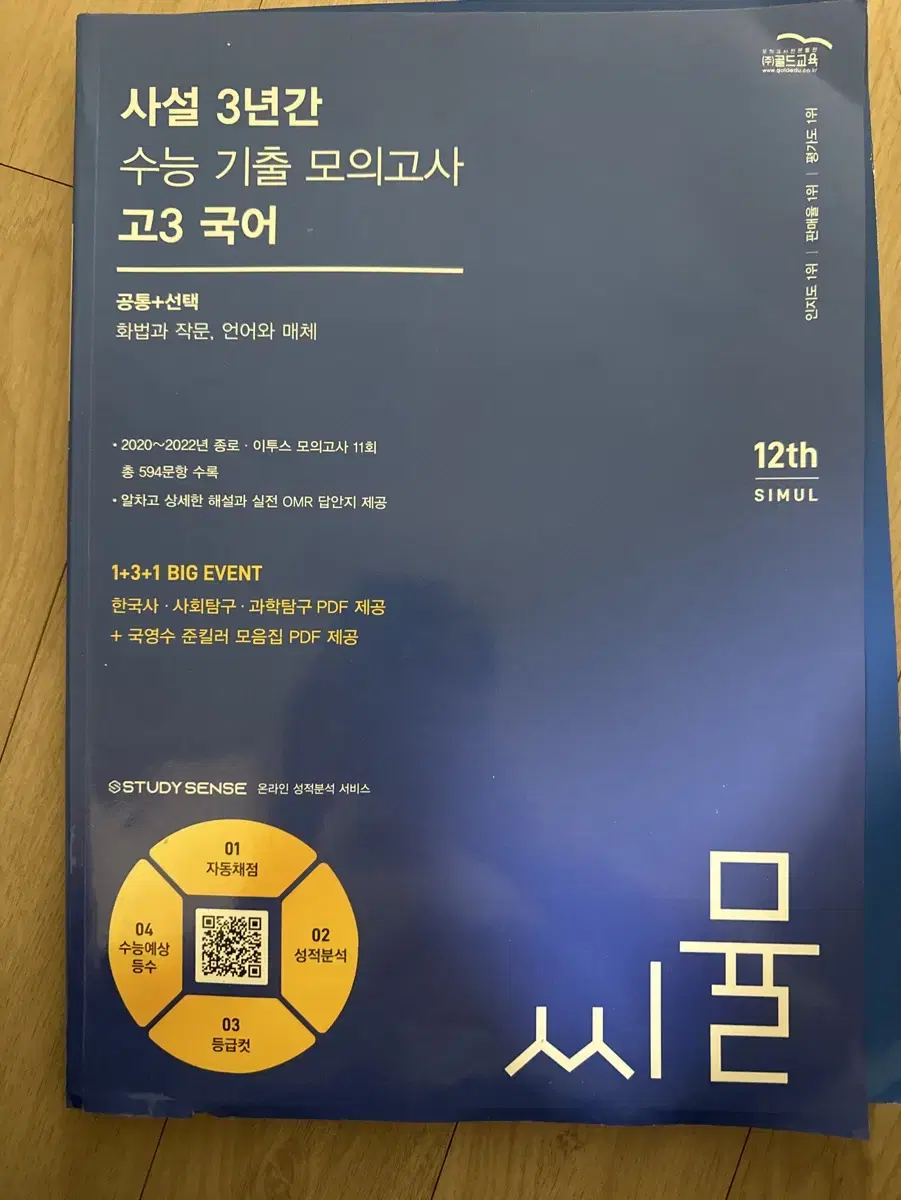 사설 3년간
수능 기출 모의고사
고3 국어
공통+선택
화법과 작문, 언어와 매체
• 2020~2022년 종로 · 이투스 모의고사 11회
총 594문항 수록
• 알차고 상세한 해설과 실전 OMR 답안지 제공
1+3+1 BIG EVENT
한국사 · 사회탐구 · 과학탐구 PDF 제공
+ 국영수 준킬러 모음집 PDF 제공
STUDY SENSE 온라인 성적분석 서비스
01
자동채점
02
성적분석
03
등급컷
04
수능예상
등수
(주)골드교육
www.goldedu.co.kr
인지도 1위 | 판매율 1위 | 평가도 1위
12th
SIMUL
씨뮬